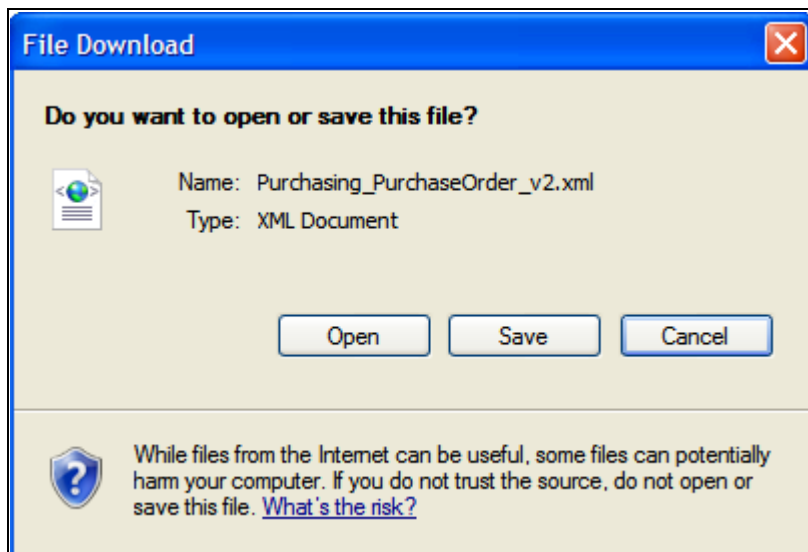 File Download
Do you want to open or save this file?
Name: Purchasing_PurchaseOrder_v2.xml
Type: XML Document
Open Save Cancel
While files from the Internet can be useful, some files can potentially
harm your computer. If you do not trust the source, do not open or
save this file. What's the risk?